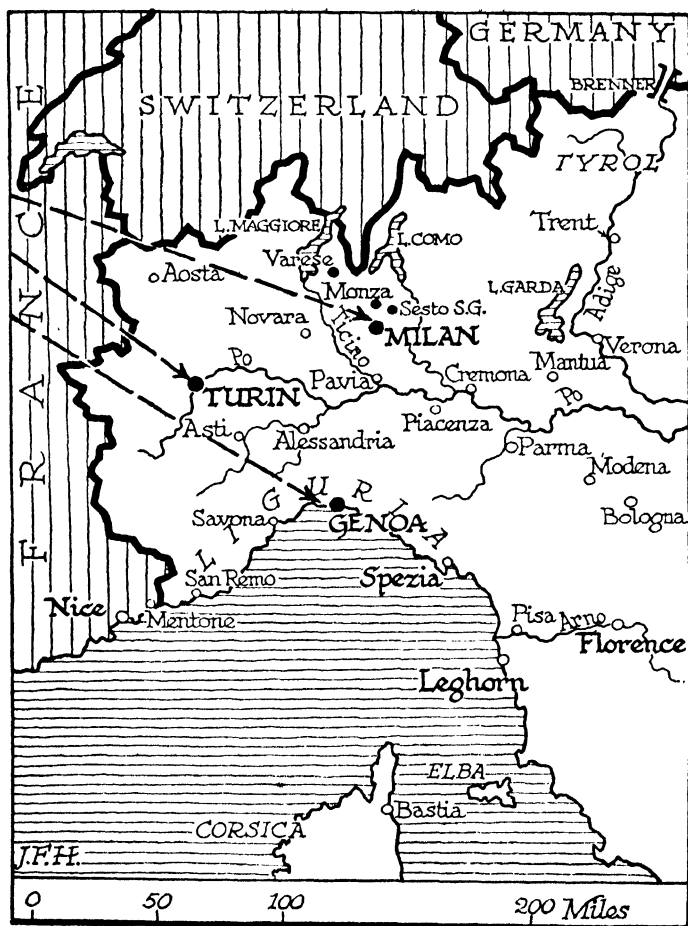 GERMANY
BRENNER
SWITZERLAND
TYROL
FRANCE
L. MAGGIORE
L.COMO
Trent
Varese
Aosta
L.GARDA
Adige
Monza
Sesto S.G.
Novara
Ticino
MILAN
Verona
Po
Mantua
TURIN
Pavia
Cremona
Po
Asti
Alessandria
Piacenza
Parma
Modena
LIGURIA
Savona
GENOA
Bologna
San Remo
Spezia
Nice
Mentone
Pisa
Arne
Florence
Leghorn
ELBA
Bastia
CORSICA
J.F.H.
0 50 100 200 Miles